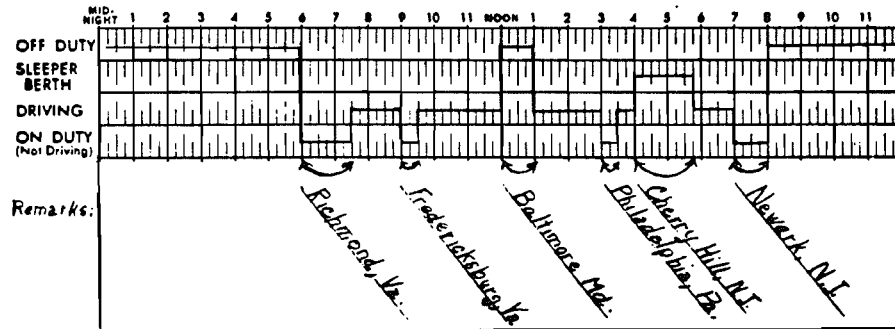 MID-
NIGHT 1 2 3 4 5 6 7 8 9 10 11 NOON 1 2 3 4 5 6 7 8 9 10 11
OFF DUTY
SLEEPER
BERTH
DRIVING
ON DUTY
(Not Driving)
Remarks:
Richmond, Va.
Fredericksburg, Va
Baltimore Md.
Philadelphia, Pa.
Cherry Hill, N.J.
Newark, N.J.